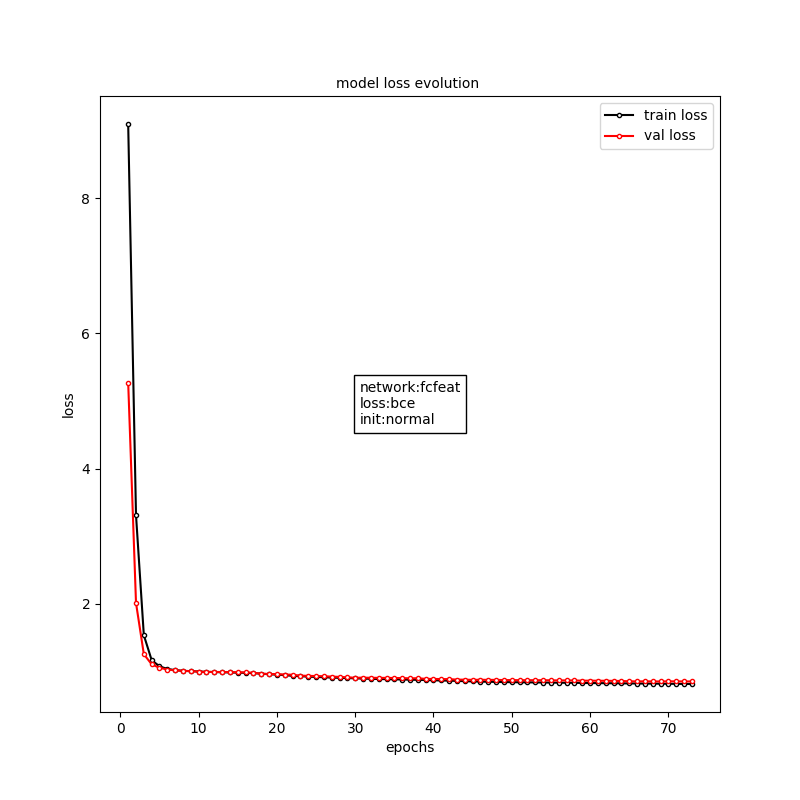 model loss evolution
train loss
val loss
8
6
4
2
loss
network:fcfeat
loss:bce
init:normal
0 10 20 30 40 50 60 70
epochs